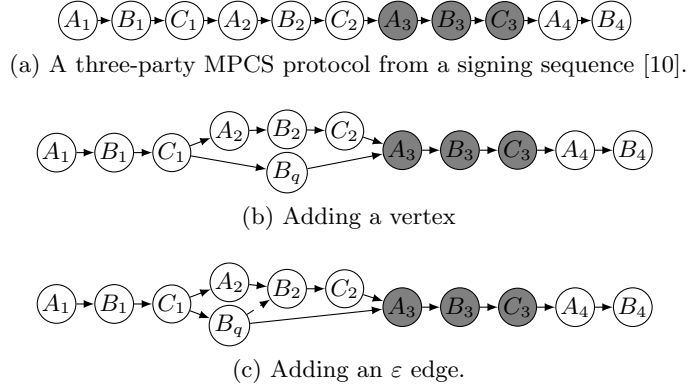 A₁ B₁ C₁ A₂ B₂ C₂ A₃ B₃ C₃ A₄ B₄
(a) A three-party MPCS protocol from a signing sequence [10].
A₂ B₂ C₂
A₁ B₁ C₁ A₃ B₃ C₃ A₄ B₄
B_q
(b) Adding a vertex
A₂ B₂ C₂
A₁ B₁ C₁ A₃ B₃ C₃ A₄ B₄
B_q
(c) Adding an ε edge.